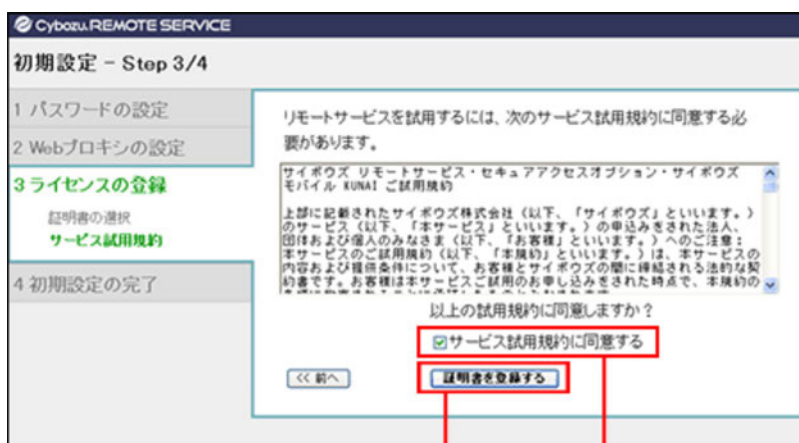 Cybozu.REMOTE SERVICE
初期設定 - Step 3/4
1 パスワードの設定
2 Webプロキシの設定
3 ライセンスの登録
証明書の選択
サービス試用規約
4 初期設定の完了
リモートサービスを試用するには、次のサービス試用規約に同意する必
要があります。
サイボウズ リモートサービス・セキュアアクセスオプション・サイボウズ
モバイル KUNAI ご試用規約
上部に記載されたサイボウズ株式会社（以下、「サイボウズ」といいます。）
のサービス（以下、「本サービス」といいます。）の申込みをされた法人、
団体および個人のみなさま（以下、「お客様」といいます。）へのご注意：
本サービスのご試用規約（以下、「本規約」といいます。）は、本サービスの
内容および提供条件について、お客様とサイボウズの間に締結される法的な契
約書です。お客様は本サービスご試用のお申し込みをされた時点で、本規約の
以上の試用規約に同意しますか？
サービス試用規約に同意する
<< 前へ
証明書を登録する